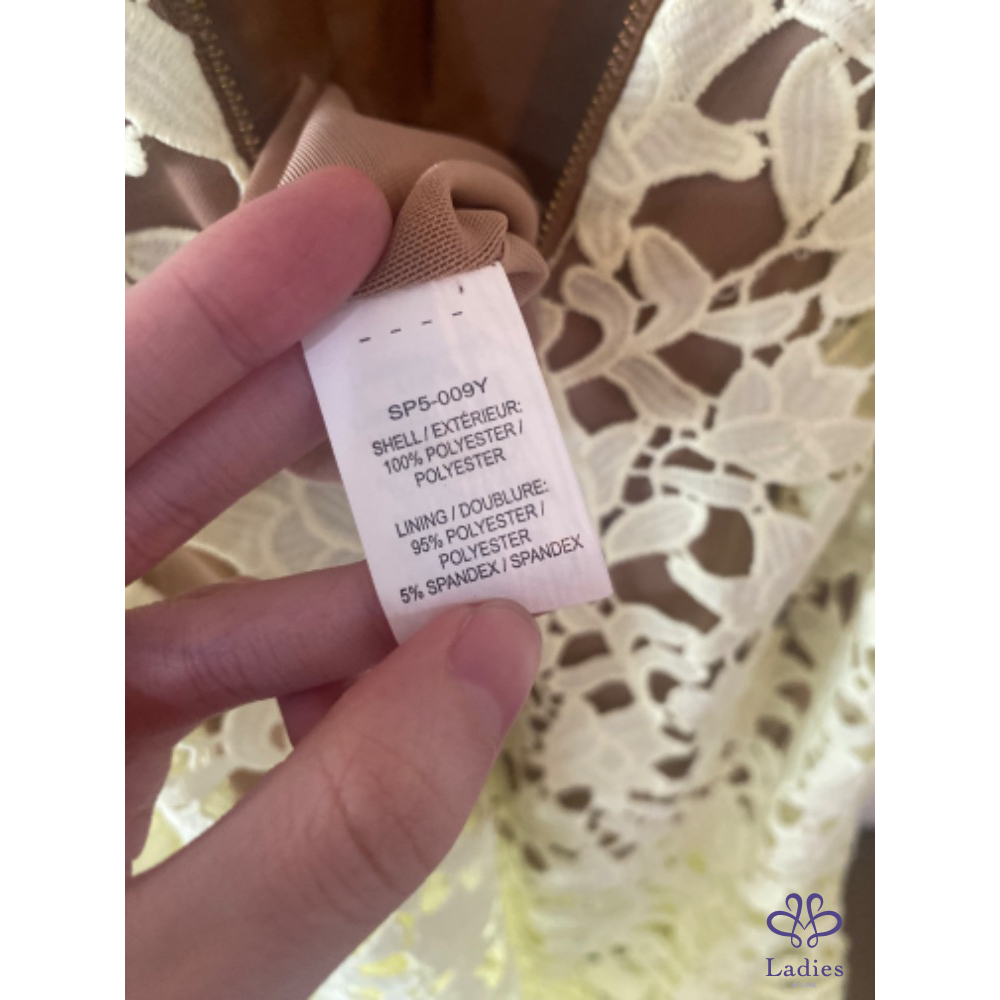 SP5-009Y
SHELL / EXTÉRIEUR:
100% POLYESTER /
POLYESTER
LINING / DOUBLURE:
95% POLYESTER /
POLYESTER
5% SPANDEX / SPANDEX
Ladies